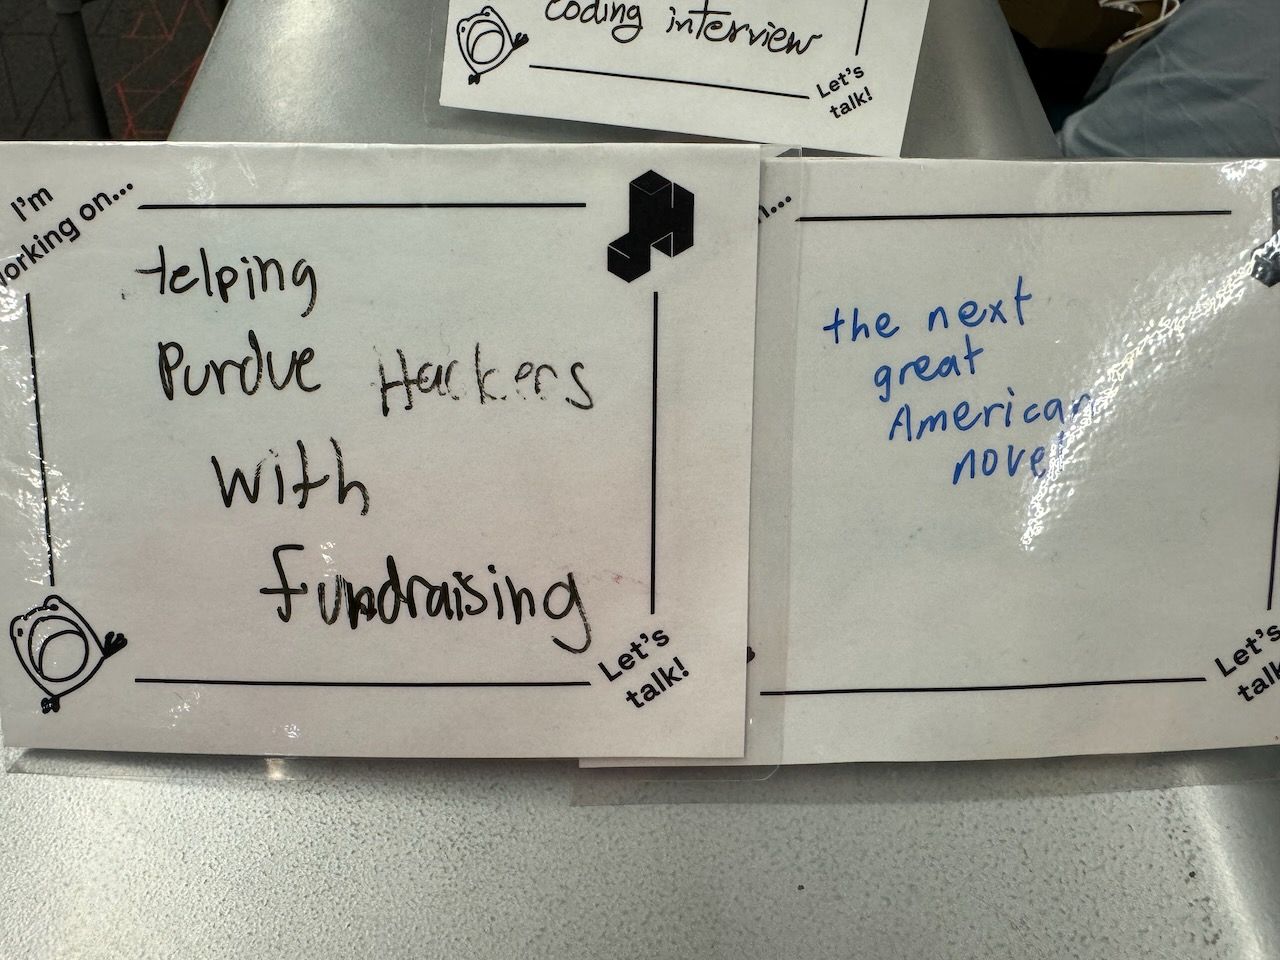 coding interview
Let's
talk!
I'm
working on...
Helping
Purdue Hackers
with
fundraising
Let's
talk!
the next
great
American
novel
Let's
talk